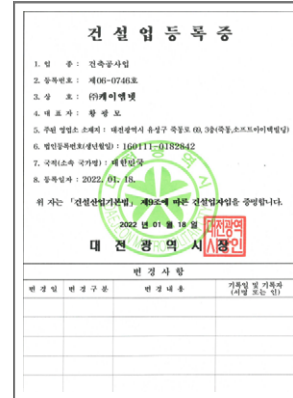 건설업등록증
1. 업 종 : 건축공사업
2. 등록번호 : 제06-0746호
3. 상 호 : ㈜케이엠넷
4. 대 표 자 : 황 광 보
5. 주된 영업소 소재지 : 대전광역시 유성구 죽동로 69, 3층(죽동,소프트아이텍빌딩)
6. 법인등록번호(생년월일) : 160111-0182842
7. 국적(소속 국가명) : 대한민국
8. 등록일자 : 2022. 01. 18.
위 자는 「건설산업기본법」 제9조에 따른 건설업자임을 증명합니다.
2022 년 01 월 18 일
대전광역시장
변경사항
변경일 변경구분 변경내용 기록일 및 기록자
(서명 또는 인)